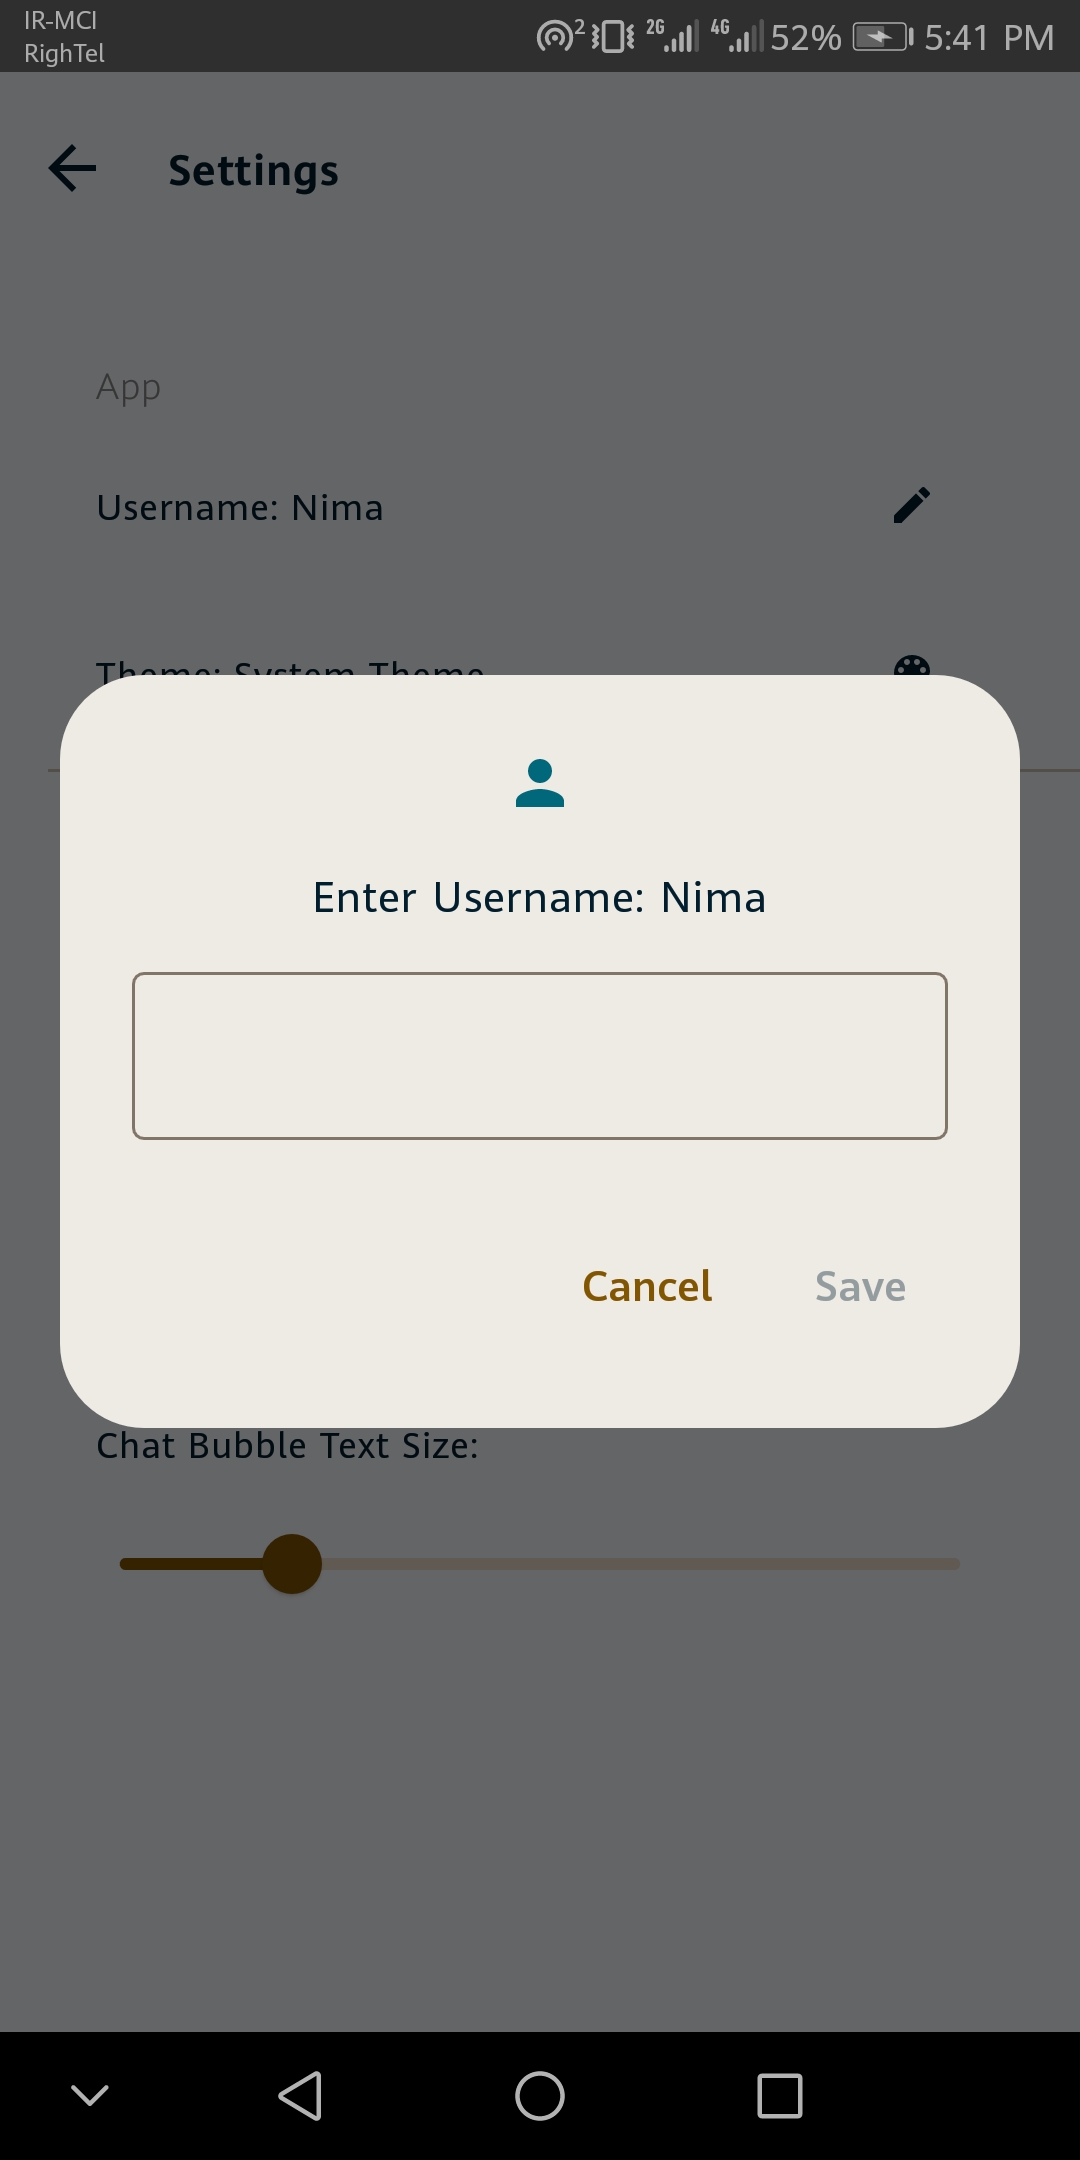 IR-MCI
RighTel
2 2G 4G 52% 5:41 PM
Settings
App
Username: Nima
Theme: System Theme
Enter Username: Nima
Cancel Save
Chat Bubble Text Size: